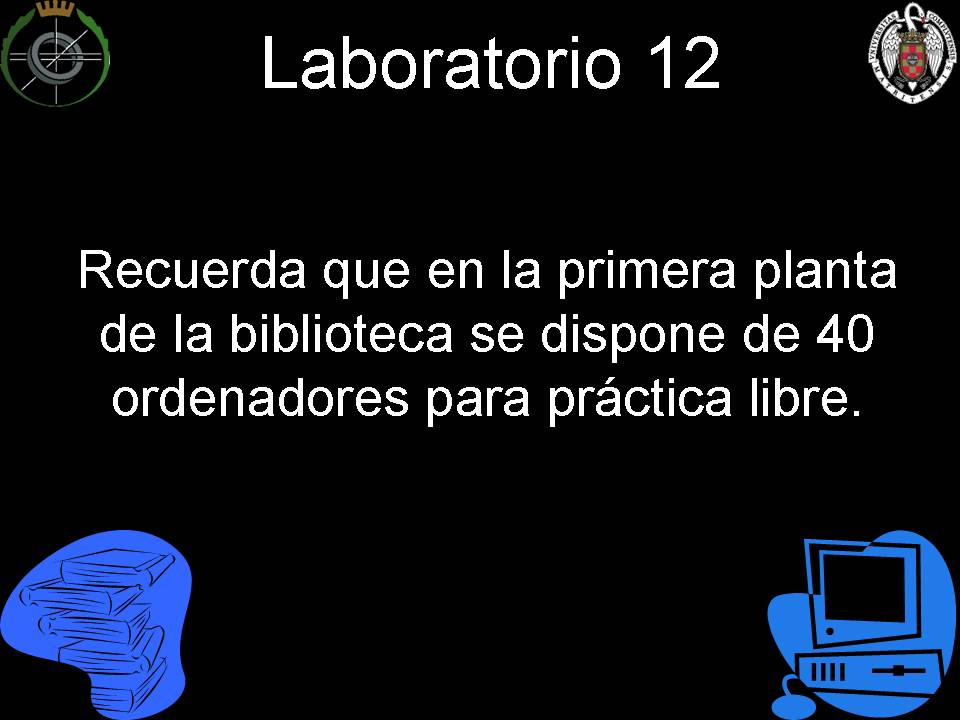 Laboratorio 12
Recuerda que en la primera planta
de la biblioteca se dispone de 40
ordenadores para práctica libre.